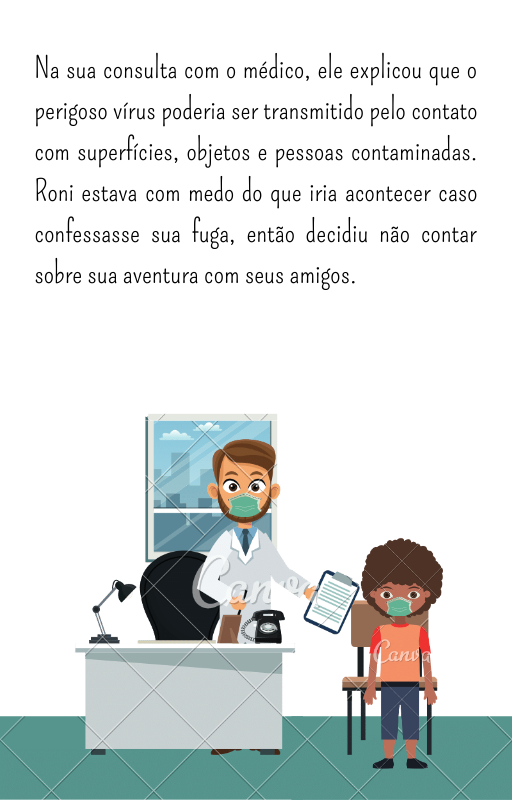 Na sua consulta com o médico, ele explicou que o
perigoso vírus poderia ser transmitido pelo contato
com superfícies, objetos e pessoas contaminadas.
Roni estava com medo do que iria acontecer caso
confessasse sua fuga, então decidiu não contar
sobre sua aventura com seus amigos.
Canva
Canva